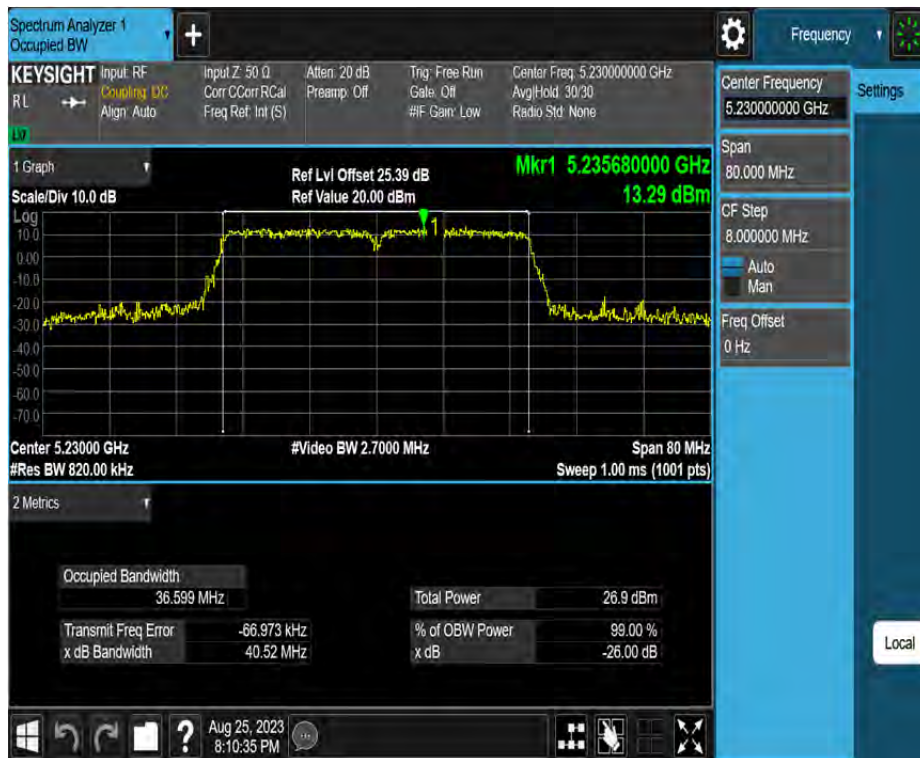 Spectrum Analyzer 1
Occupied BW
+
Frequency
KEYSIGHT
RL
LXI
Input: RF
Coupling: DC
Align: Auto
Input Z: 50 Ω
Corr CCorr RCal
Freq Ref: Int (S)
Atten: 20 dB
Preamp: Off
Trig: Free Run
Gate: Off
#IF Gain: Low
Center Freq: 5.230000000 GHz
Avg|Hold: 30/30
Radio Std: None
Center Frequency
5.230000000 GHz
Settings
Span
80.000 MHz
CF Step
8.000000 MHz
Auto
Man
Freq Offset
0 Hz
1 Graph
Scale/Div 10.0 dB
Ref Lvl Offset 25.39 dB
Ref Value 20.00 dBm
Mkr1 5.235680000 GHz
13.29 dBm
Log
10.0
0.00
-10.0
-20.0
-30.0
-40.0
-50.0
-60.0
-70.0
1
Center 5.23000 GHz
#Video BW 2.7000 MHz
Span 80 MHz
#Res BW 820.00 kHz
Sweep 1.00 ms (1001 pts)
2 Metrics
Occupied Bandwidth
36.599 MHz
Total Power 26.9 dBm
Transmit Freq Error -66.973 kHz
% of OBW Power 99.00 %
x dB Bandwidth 40.52 MHz
x dB -26.00 dB
Local
?
Aug 25, 2023
8:10:35 PM